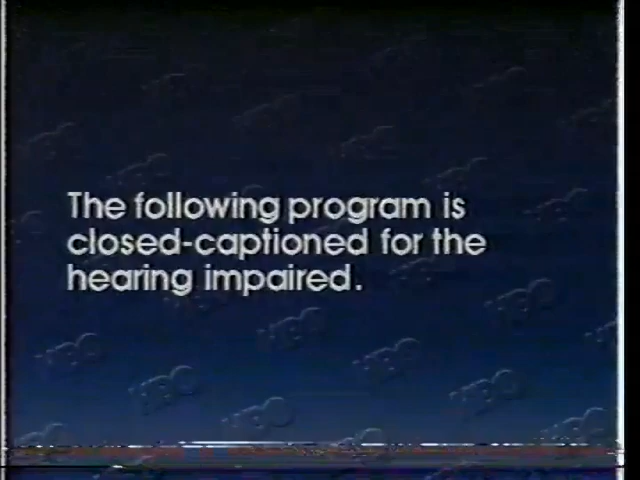 The following program is
closed-captioned for the
hearing impaired.